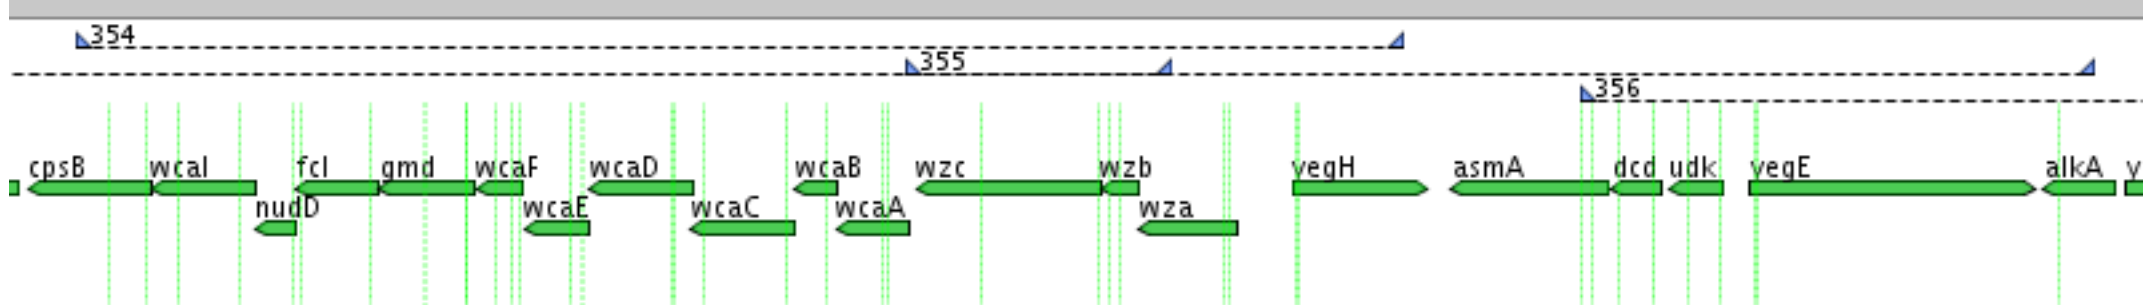 354
355
356
cpsB wcaI fcl gmd wcaF wcaD wcaB wzc wzb yegH asmA dcd udk yegE alkA y
nudD wcaE wcaC wcaA wza